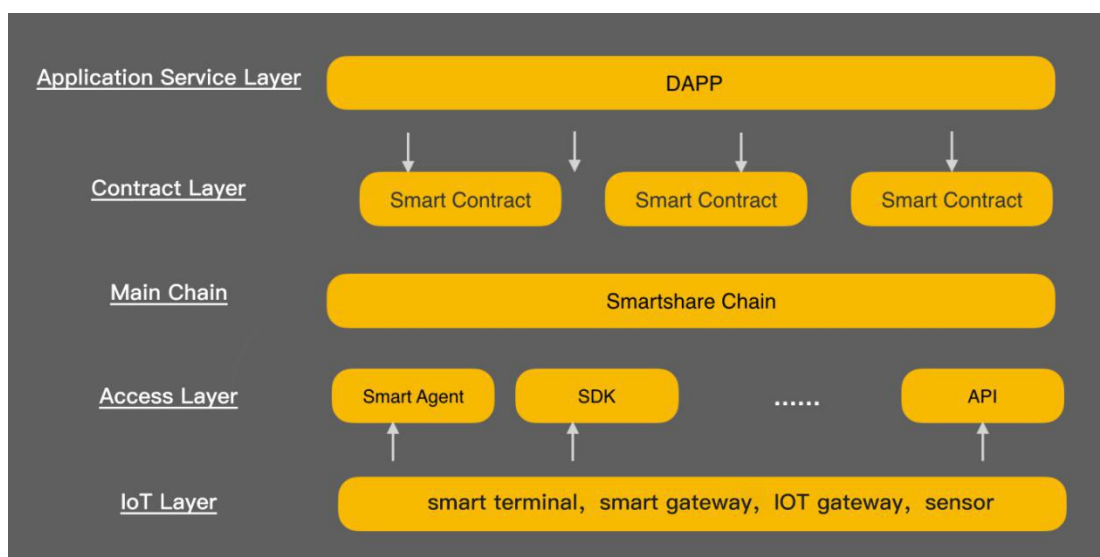 Application Service Layer
DAPP
Contract Layer
Smart Contract
Smart Contract
Smart Contract
Main Chain
Smartshare Chain
Access Layer
Smart Agent
SDK
......
API
IoT Layer
smart terminal, smart gateway, IOT gateway, sensor